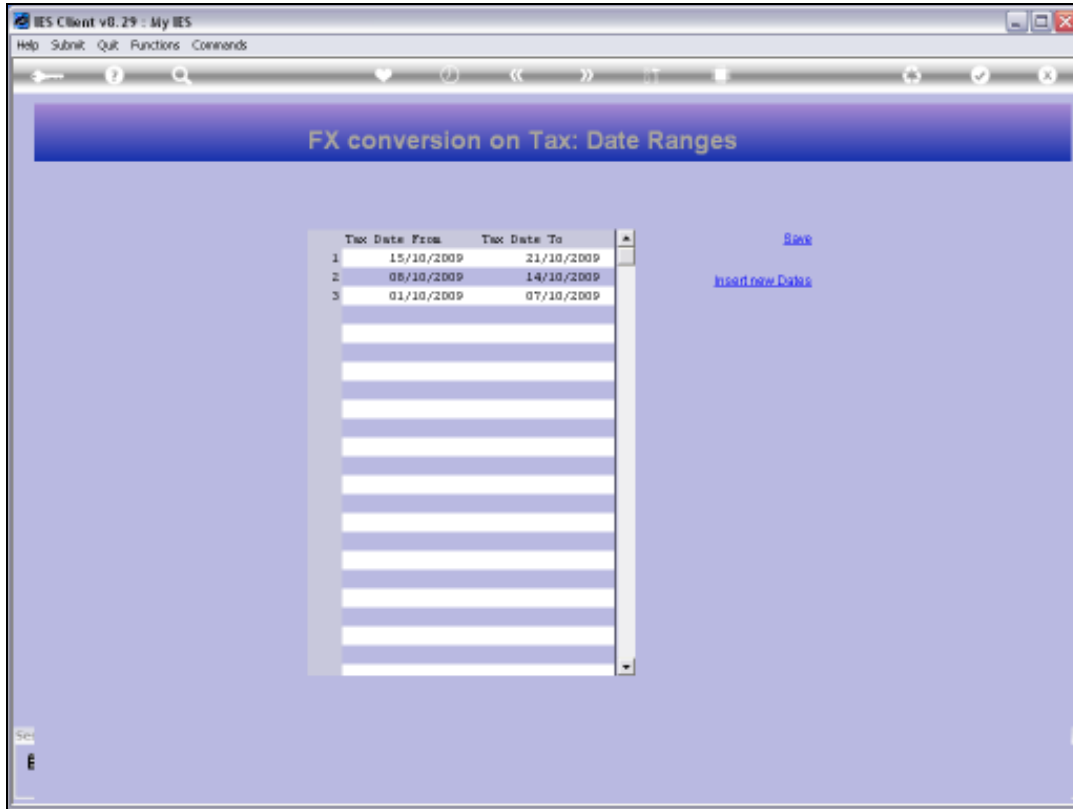 IES Client v8.29 : My IES
Help Submit Quit Functions Commands
FX conversion on Tax: Date Ranges
Tax Date From Tax Date To
Save
1 15/10/2009 21/10/2009
2 08/10/2009 14/10/2009
Insert new Dates
3 01/10/2009 07/10/2009